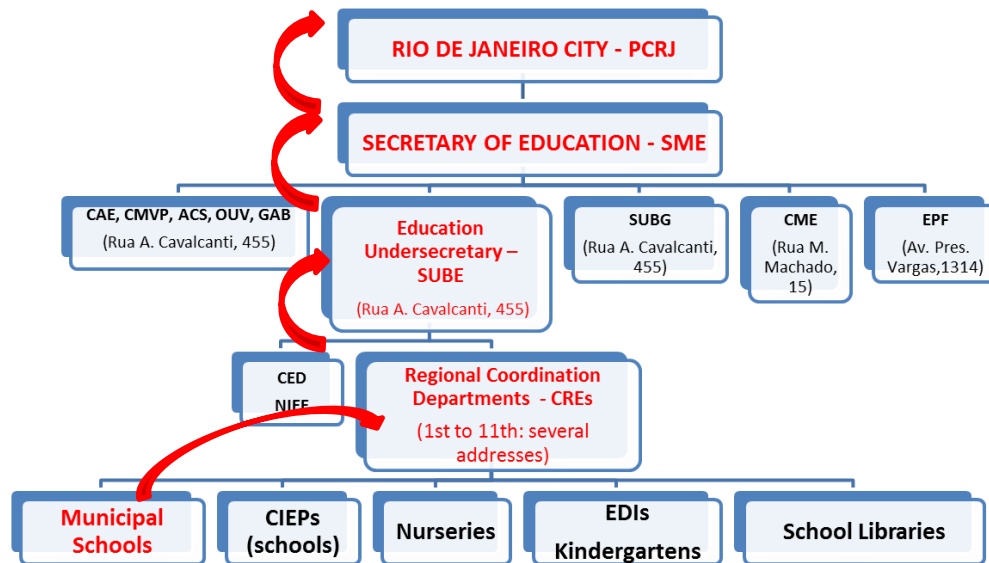 RIO DE JANEIRO CITY - PCRJ
SECRETARY OF EDUCATION - SME
CAE, CMVP, ACS, OUV, GAB
(Rua A. Cavalcanti, 455)
Education
Undersecretary –
SUBE
(Rua A. Cavalcanti, 455)
SUBG
(Rua A. Cavalcanti,
455)
CME
(Rua M.
Machado,
15)
EPF
(Av. Pres.
Vargas,1314)
CED
Regional Coordination
Departments - CREs
(1st to 11th: several
addresses)
Municipal
Schools
CIEPs
(schools)
Nurseries
EDIs
Kindergartens
School Libraries